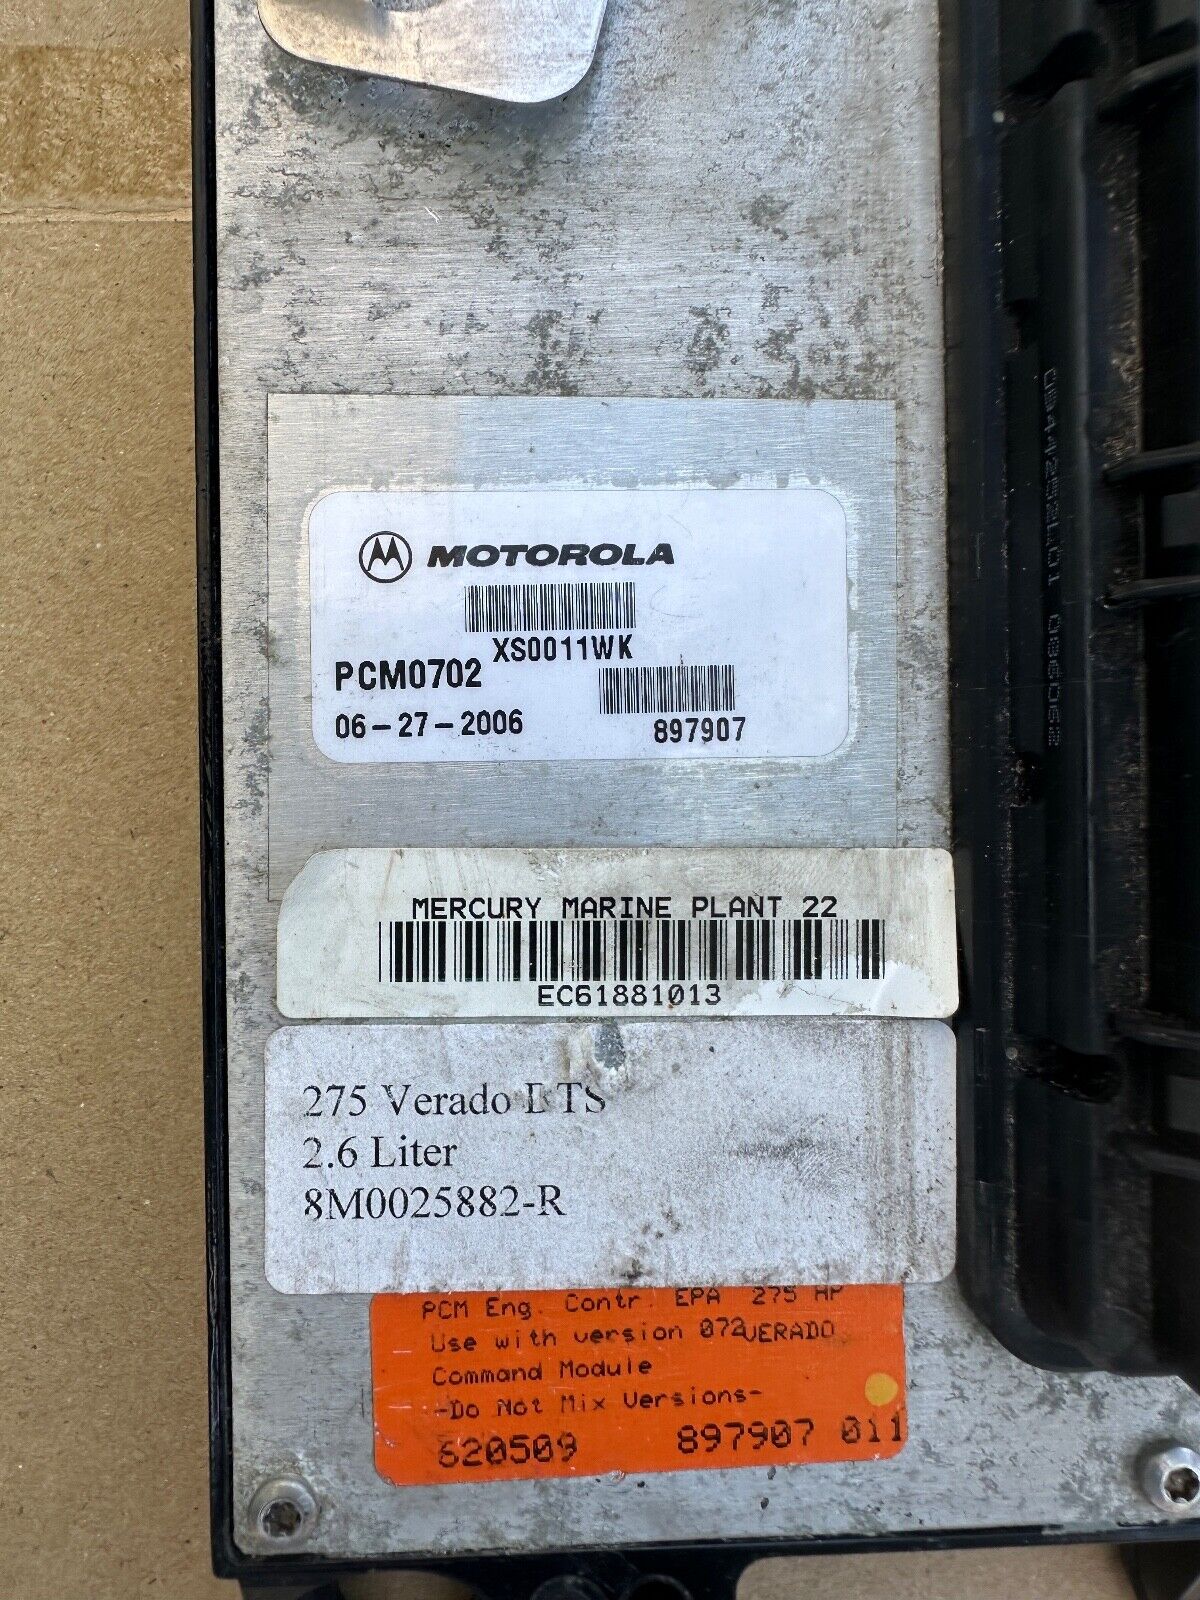 MOTOROLA
XS0011WK
PCM0702
06-27-2006
897907
MERCURY MARINE PLANT 22
EC61881013
275 Verado DTS
2.6 Liter
8M0025882-R
PCM Eng. Contr. EPA 275 HP
Use with version 072 VERADO
Command Module
-Do Not Mix Versions-
620509 897907 011